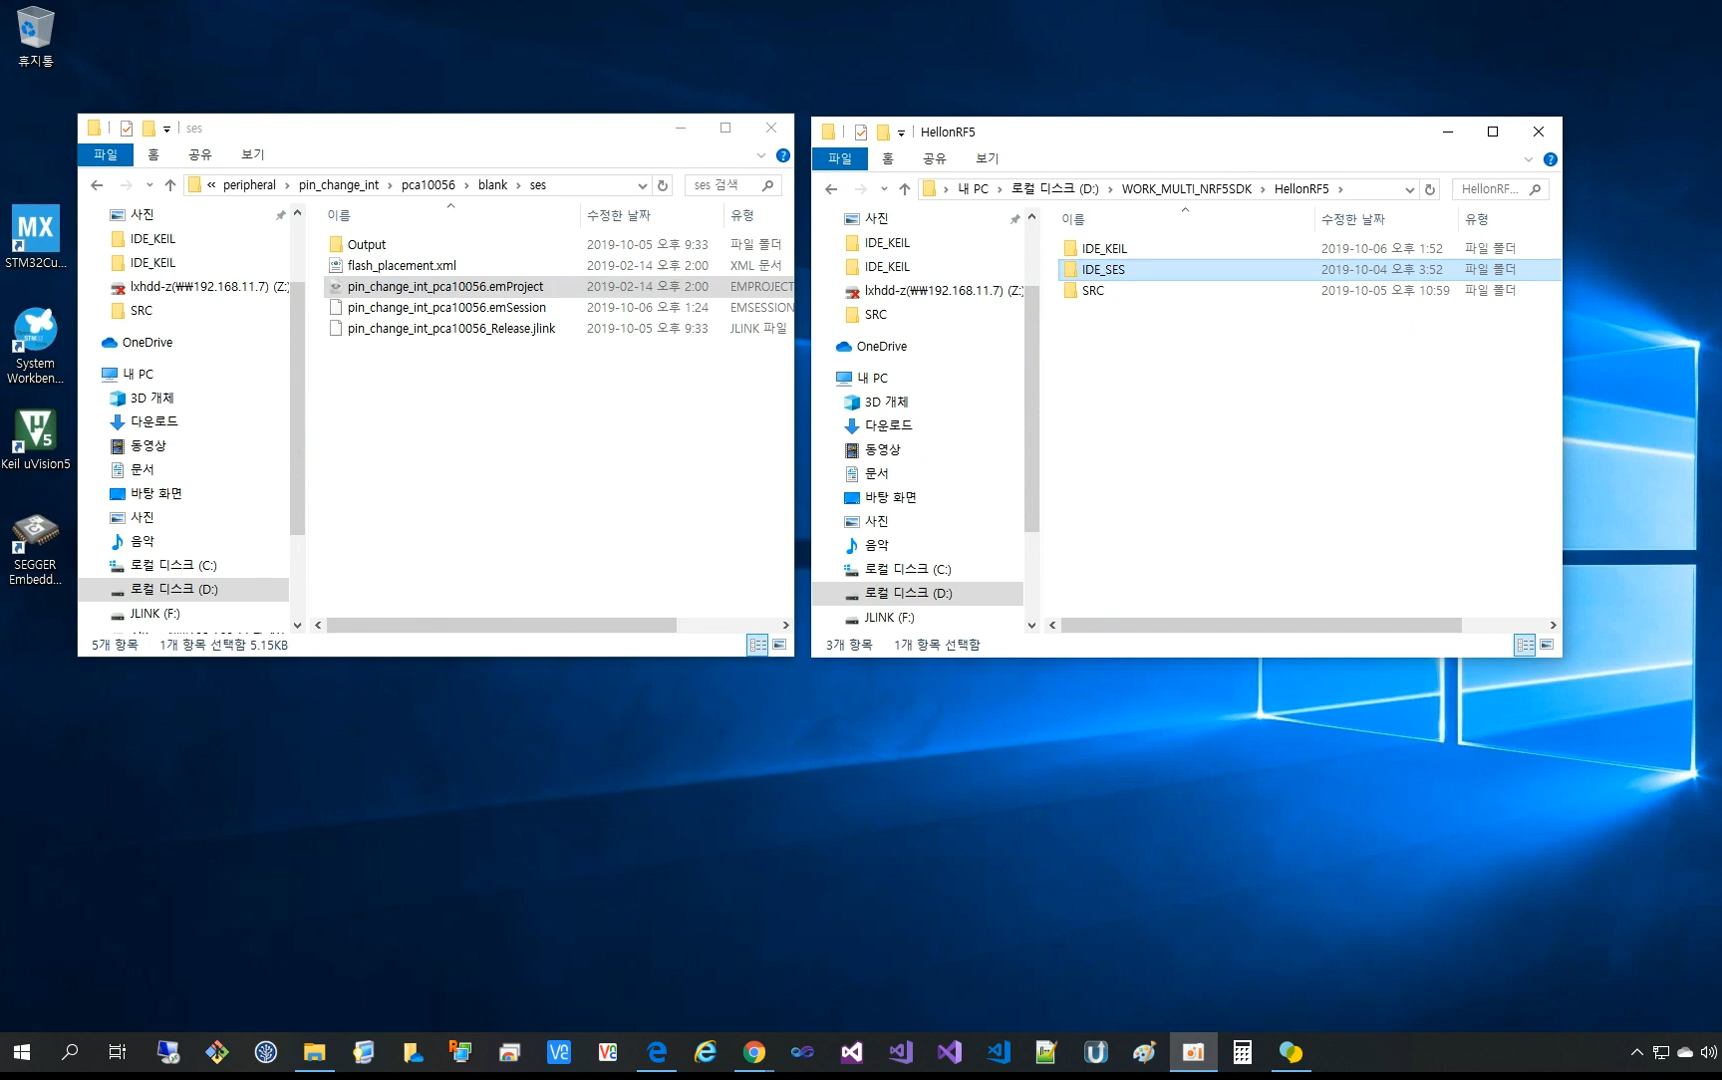 휴지통
MX
STM32Cu...
System
Workben...
Keil uVision5
SEGGER
Embedd...
ses
파일 홈 공유 보기
« peripheral › pin_change_int › pca10056 › blank › ses
ses 검색
사진
IDE_KEIL
IDE_KEIL
lxhdd-z(₩₩192.168.11.7) (Z:)
SRC
OneDrive
내 PC
3D 개체
다운로드
동영상
문서
바탕 화면
사진
음악
로컬 디스크 (C:)
로컬 디스크 (D:)
JLINK (F:)
이름 수정한 날짜 유형
Output 2019-10-05 오후 9:33 파일 폴더
flash_placement.xml 2019-02-14 오후 2:00 XML 문서
pin_change_int_pca10056.emProject 2019-02-14 오후 2:00 EMPROJECT
pin_change_int_pca10056.emSession 2019-10-06 오후 1:24 EMSESSION
pin_change_int_pca10056_Release.jlink 2019-10-05 오후 9:33 JLINK 파일
5개 항목 1개 항목 선택함 5.15KB
HellonRF5
파일 홈 공유 보기
› 내 PC › 로컬 디스크 (D:) › WORK_MULTI_NRF5SDK › HellonRF5 ›
HellonRF...
사진
IDE_KEIL
IDE_KEIL
lxhdd-z(₩₩192.168.11.7) (Z:)
SRC
OneDrive
내 PC
3D 개체
다운로드
동영상
문서
바탕 화면
사진
음악
로컬 디스크 (C:)
로컬 디스크 (D:)
JLINK (F:)
이름 수정한 날짜 유형
IDE_KEIL 2019-10-06 오후 1:52 파일 폴더
IDE_SES 2019-10-04 오후 3:52 파일 폴더
SRC 2019-10-05 오후 10:59 파일 폴더
3개 항목 1개 항목 선택함